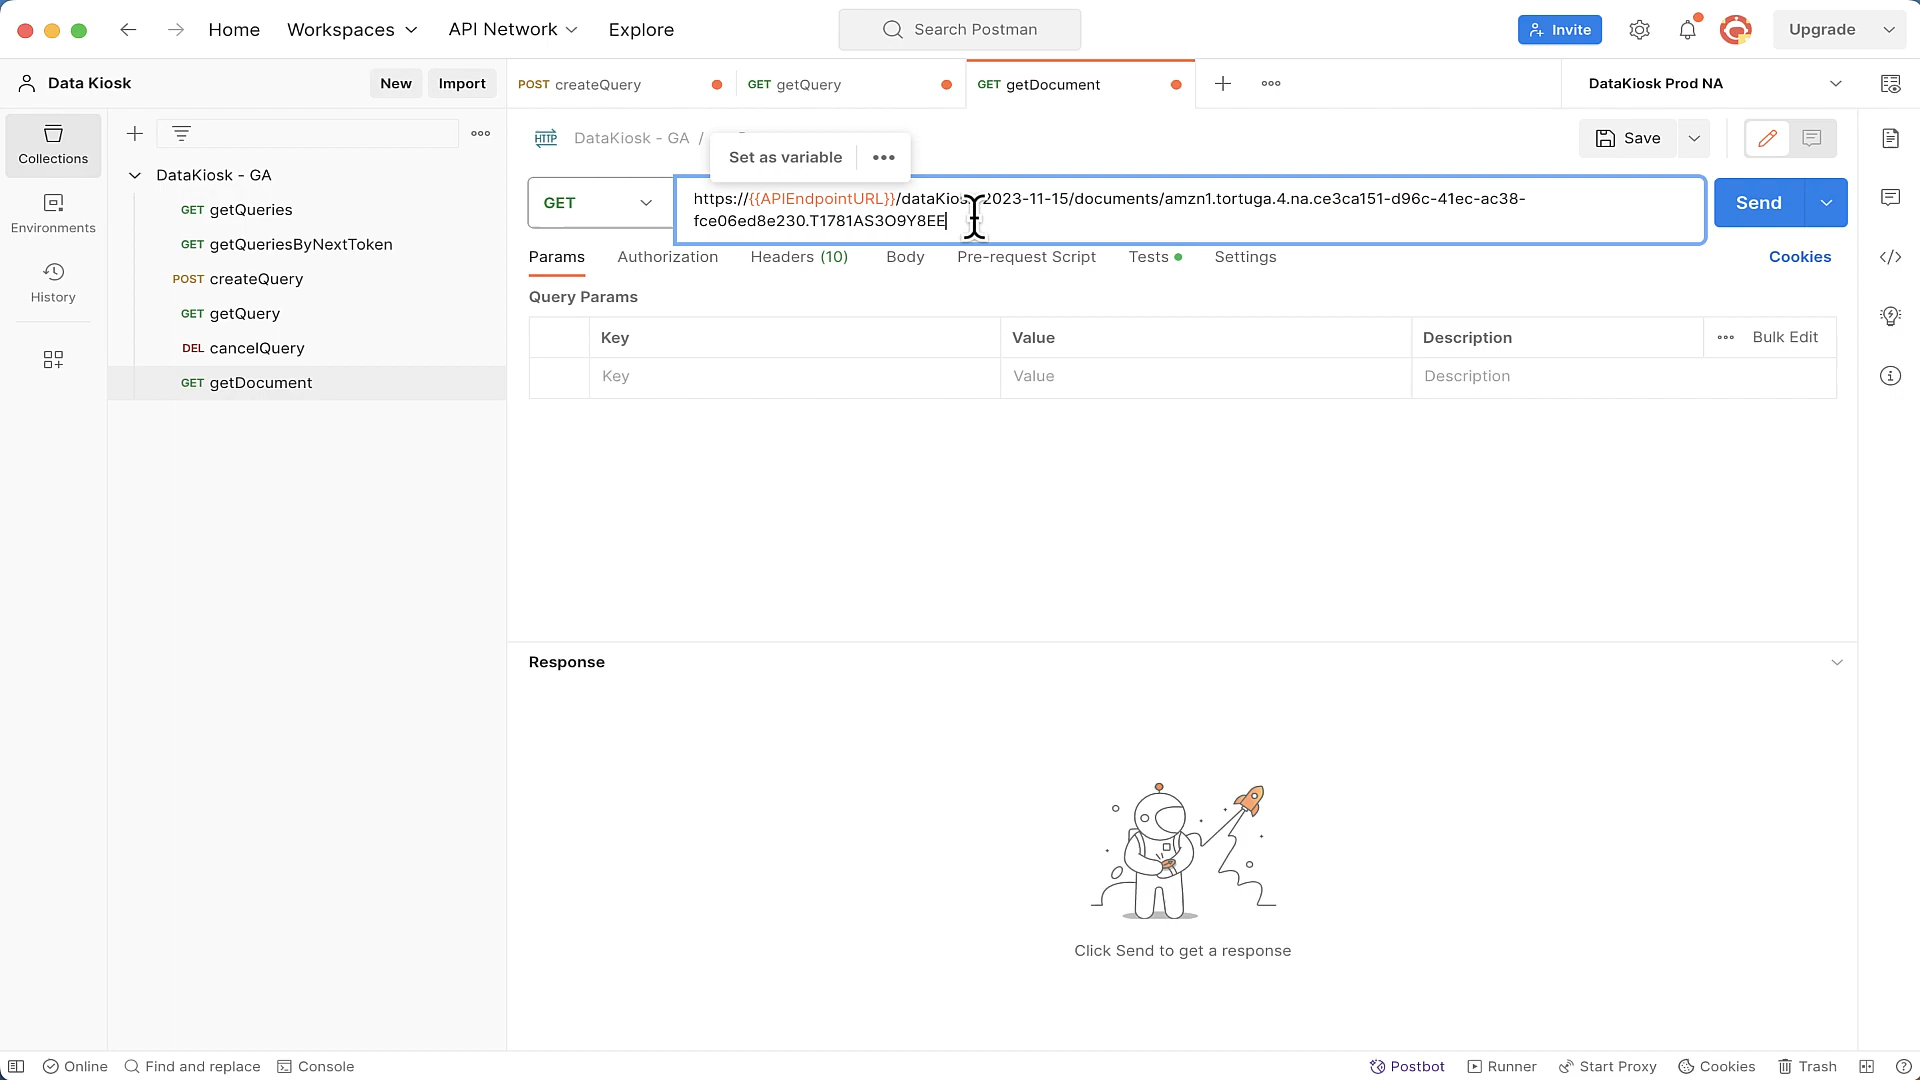 Home Workspaces API Network Explore Search Postman Invite Upgrade
Data Kiosk New Import POST createQuery GET getQuery GET getDocument DataKiosk Prod NA
Collections
Environments
History
DataKiosk - GA
GET getQueries
GET getQueriesByNextToken
POST createQuery
GET getQuery
DEL cancelQuery
GET getDocument
HTTP DataKiosk - GA /
Set as variable
Save
GET
https://{{APIEndpointURL}}/dataKiosk/2023-11-15/documents/amzn1.tortuga.4.na.ce3ca151-d96c-41ec-ac38-
fce06ed8e230.T1781AS3O9Y8EE
Send
Params Authorization Headers (10) Body Pre-request Script Tests Settings Cookies
Query Params
Key Value Description Bulk Edit
Key Value Description
Response
Click Send to get a response
Online Find and replace Console Postbot Runner Start Proxy Cookies Trash